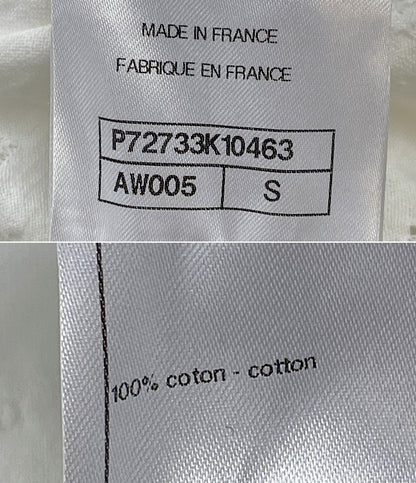 MADE IN FRANCE
FABRIQUE EN FRANCE
P72733K10463
AW005 S
100% coton - cotton